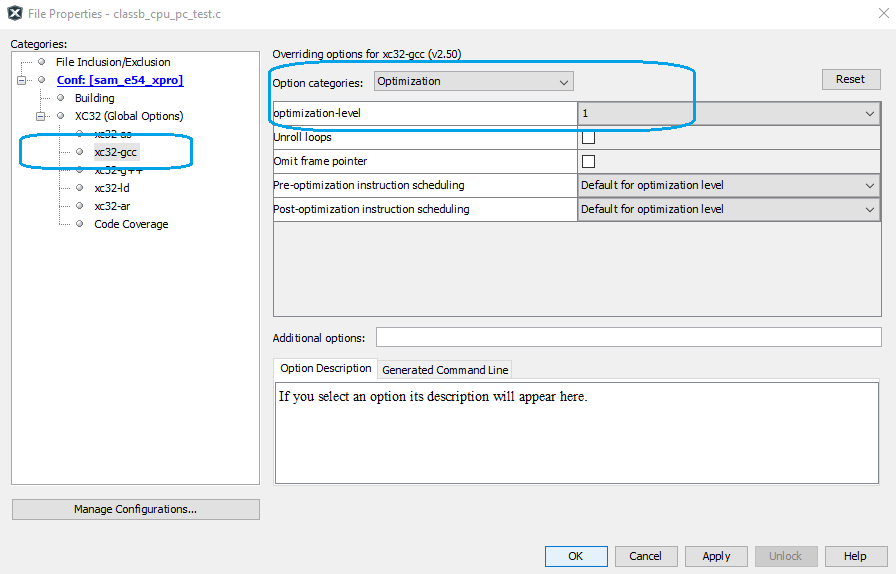 File Properties - classb_cpu_pc_test.c
Categories:
File Inclusion/Exclusion
Conf: [sam_e54_xpro]
Building
XC32 (Global Options)
xc32-as
xc32-gcc
xc32-g++
xc32-ld
xc32-ar
Code Coverage
Manage Configurations...
Overriding options for xc32-gcc (v2.50)
Option categories: Optimization Reset
optimization-level 1
Unroll loops
Omit frame pointer
Pre-optimization instruction scheduling Default for optimization level
Post-optimization instruction scheduling Default for optimization level
Additional options:
Option Description Generated Command Line
If you select an option its description will appear here.
OK Cancel Apply Unlock Help